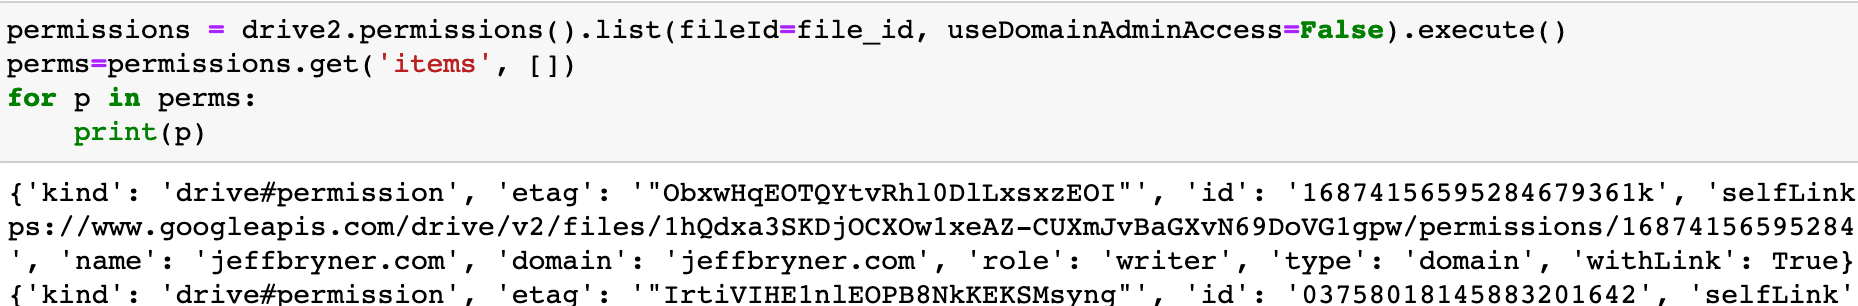 permissions = drive2.permissions().list(fileId=file_id, useDomainAdminAccess=False).execute()
perms=permissions.get('items', [])
for p in perms:
    print(p)
{'kind': 'drive#permission', 'etag': '"ObxwHqEOTQYtvRhl0DlLxsxzEOI"', 'id': '16874156595284679361k', 'selfLink
ps://www.googleapis.com/drive/v2/files/1hQdxa3SKDjOCXOw1xeAZ-CUXmJvBaGXvN69DoVG1gpw/permissions/16874156595284
', 'name': 'jeffbryner.com', 'domain': 'jeffbryner.com', 'role': 'writer', 'type': 'domain', 'withLink': True}
{'kind': 'drive#permission', 'etag': '"IrtiVIHE1nlEOPB8NkKEKSMsyng"', 'id': '03758018145883201642', 'selfLink'